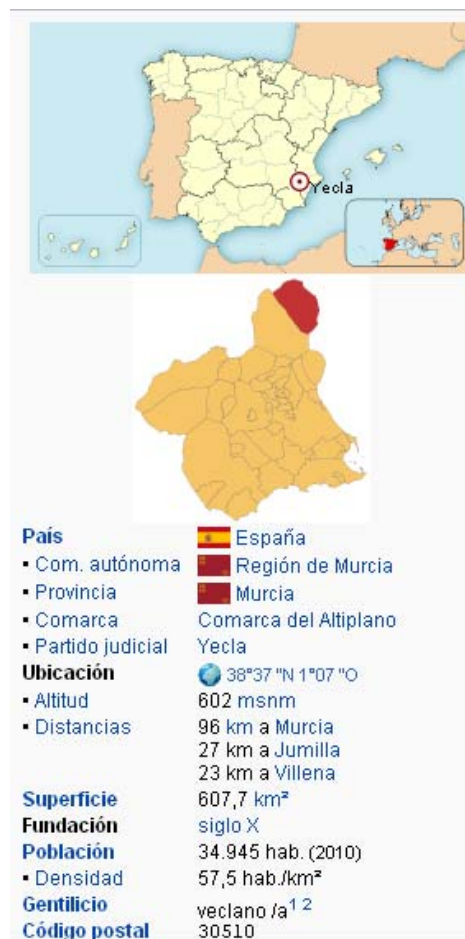 Yecla
País España
▪ Com. autónoma Región de Murcia
▪ Provincia Murcia
▪ Comarca Comarca del Altiplano
▪ Partido judicial Yecla
Ubicación 38°37 "N 1°07 "O
▪ Altitud 602 msnm
▪ Distancias 96 km a Murcia
27 km a Jumilla
23 km a Villena
Superficie 607,7 km²
Fundación siglo X
Población 34.945 hab. (2010)
▪ Densidad 57,5 hab./km²
Gentilicio yeclano /a¹ ²
Código postal 30510